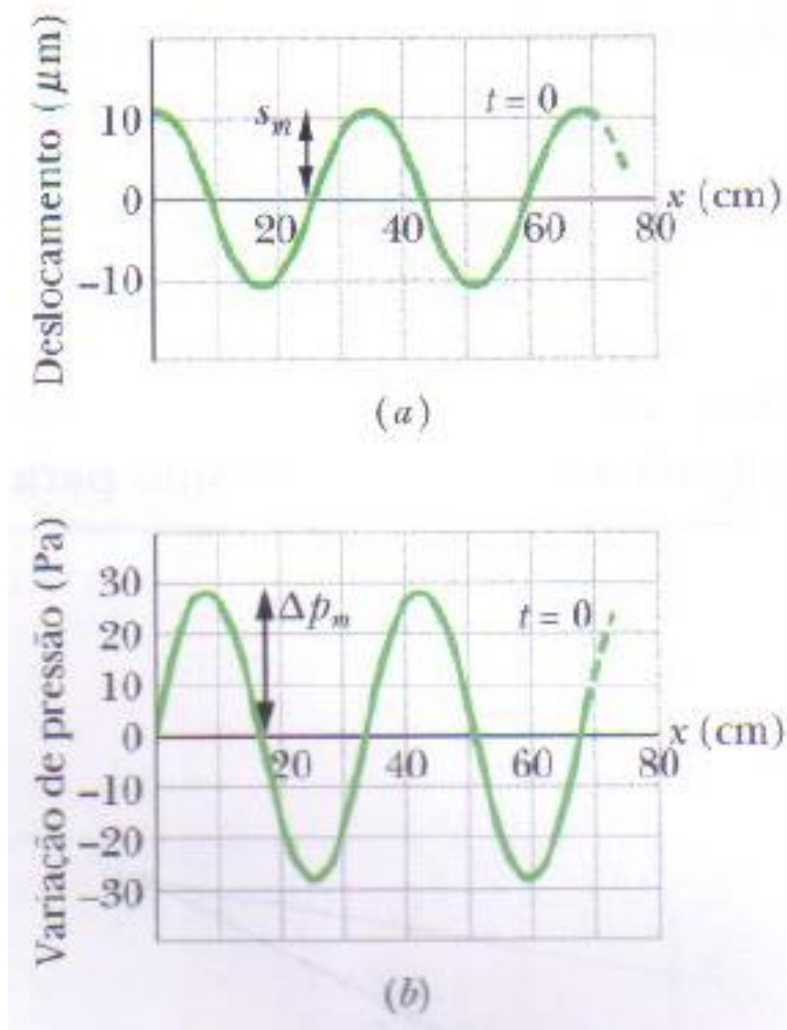 Deslocamento (μm)
10
0
−10
s_m
t = 0
20
40
60
80
x (cm)
(a)
Variação de pressão (Pa)
30
20
10
0
−10
−20
−30
Δp_m
t = 0
20
40
60
80
x (cm)
(b)